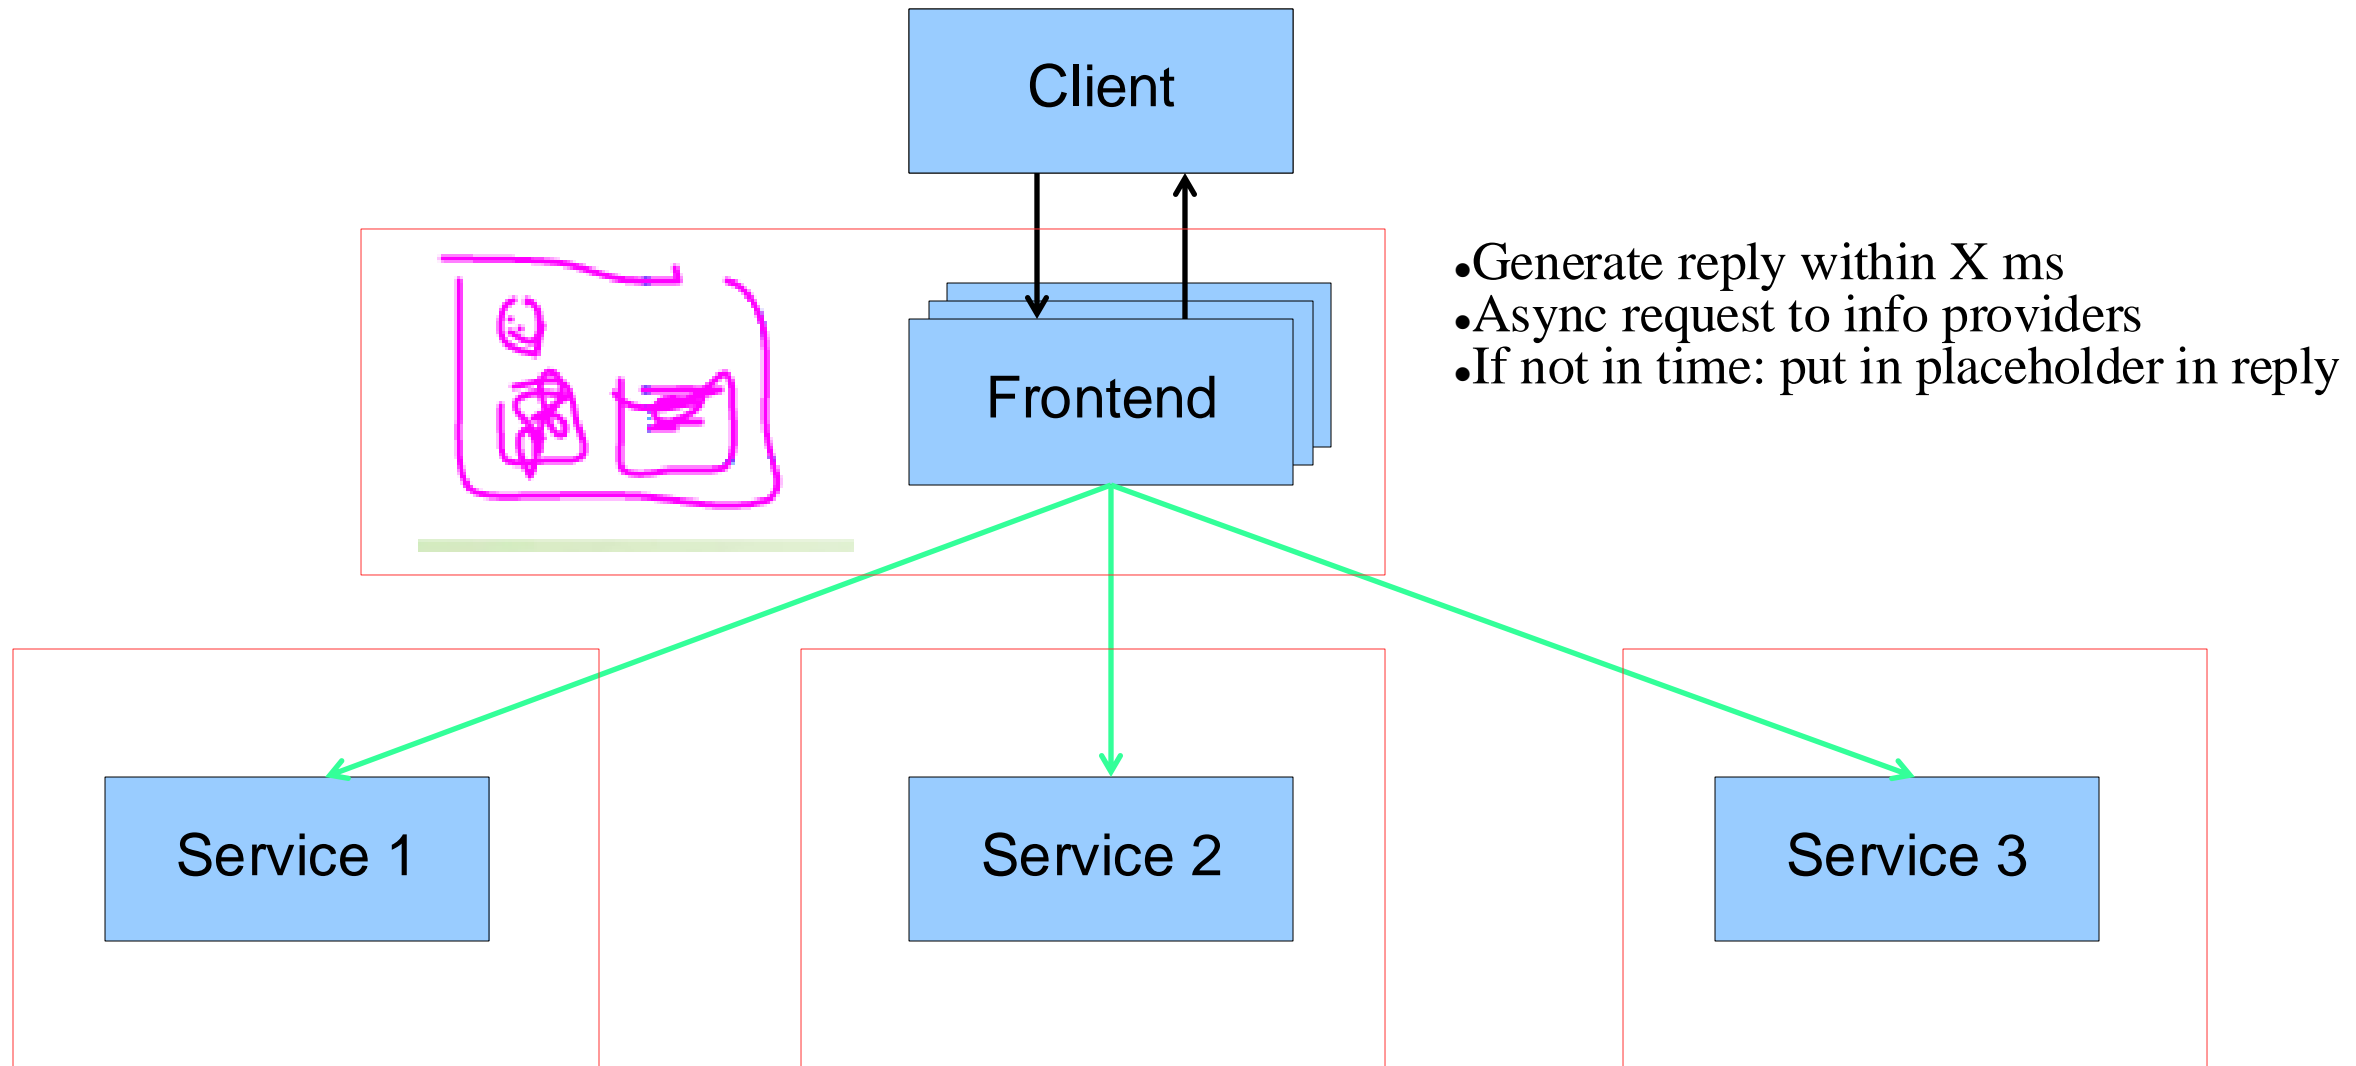 Client
•Generate reply within X ms
•Async request to info providers
•If not in time: put in placeholder in reply
Frontend
Service 1
Service 2
Service 3